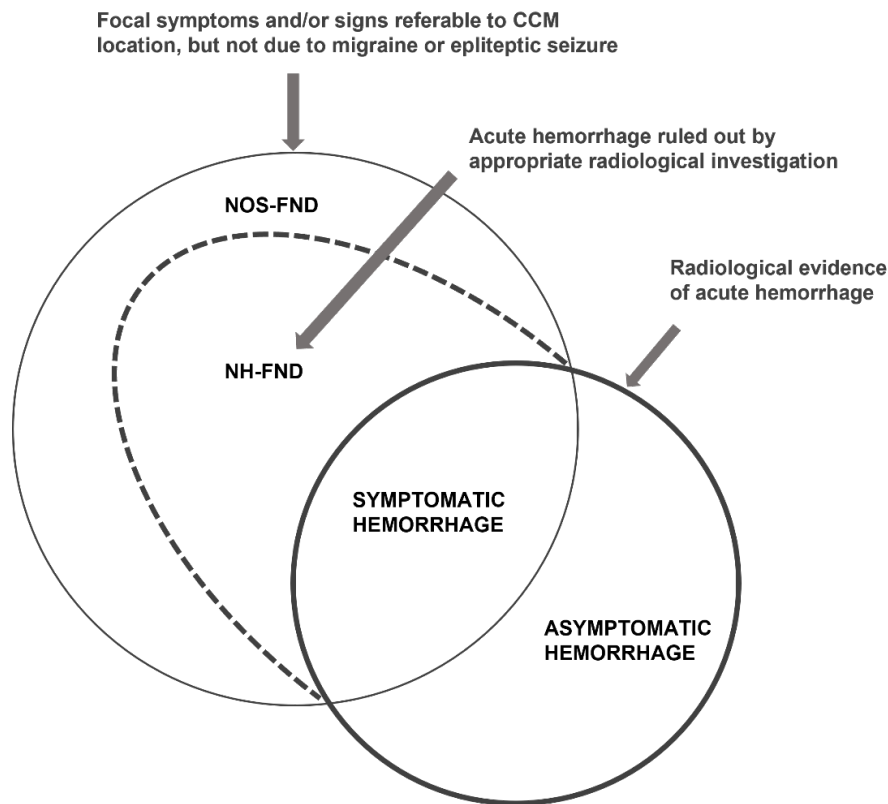 Focal symptoms and/or signs referable to CCM
location, but not due to migraine or epliteptic seizure
Acute hemorrhage ruled out by
appropriate radiological investigation
NOS-FND
Radiological evidence
of acute hemorrhage
NH-FND
SYMPTOMATIC
HEMORRHAGE
ASYMPTOMATIC
HEMORRHAGE